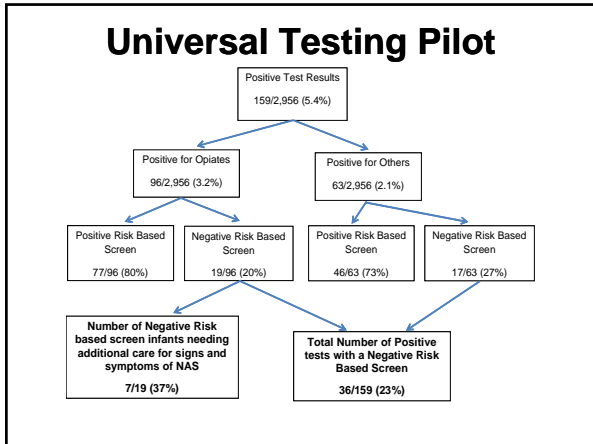 Universal Testing Pilot
Positive Test Results
159/2,956 (5.4%)
Positive for Opiates
96/2,956 (3.2%)
Positive for Others
63/2,956 (2.1%)
Positive Risk Based
Screen
77/96 (80%)
Negative Risk Based
Screen
19/96 (20%)
Positive Risk Based
Screen
46/63 (73%)
Negative Risk Based
Screen
17/63 (27%)
Number of Negative Risk
based screen infants needing
additional care for signs and
symptoms of NAS
7/19 (37%)
Total Number of Positive
tests with a Negative Risk
Based Screen
36/159 (23%)